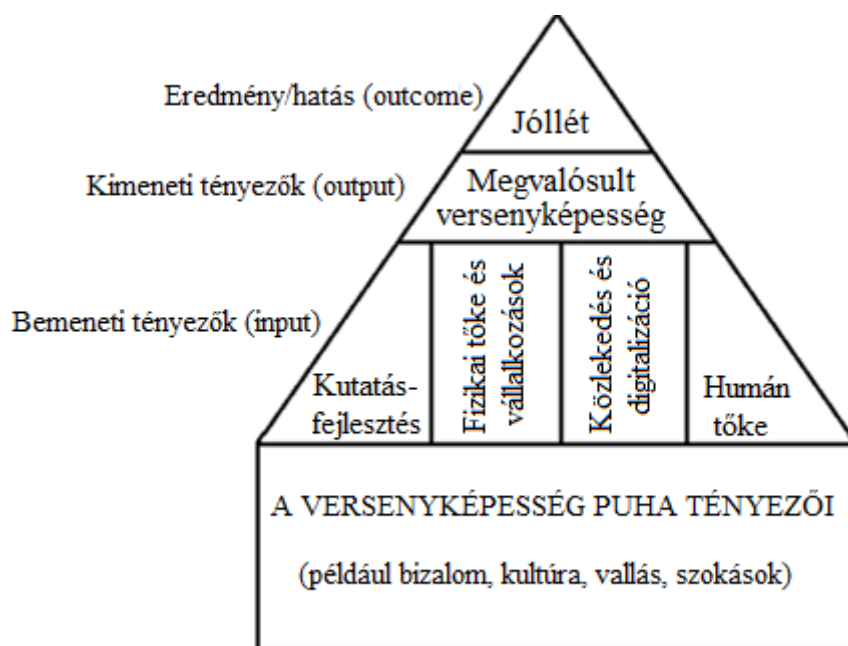 Eredmény/hatás (outcome)
Jóllét
Kimeneti tényezők (output)
Megvalósult
versenyképesség
Bemeneti tényezők (input)
Kutatás-
fejlesztés
Fizikai tőke és
vállalkozások
Közlekedés és
digitalizáció
Humán
tőke
A VERSENYKÉPESSÉG PUHA TÉNYEZŐI
(például bizalom, kultúra, vallás, szokások)